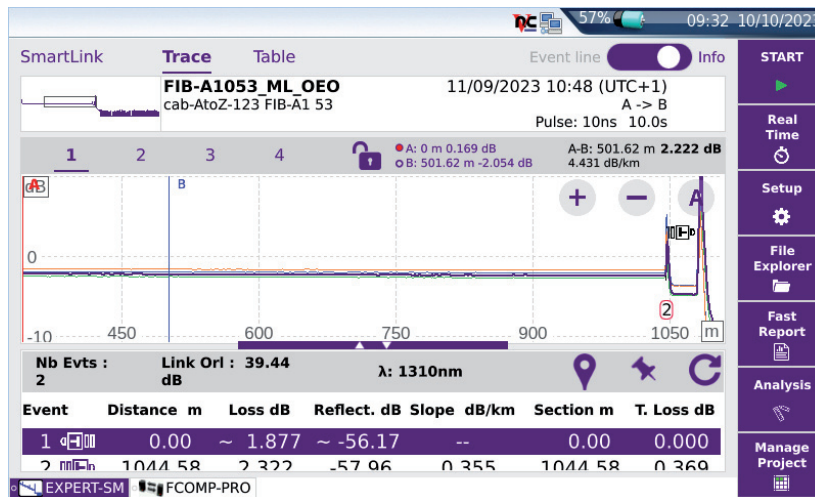 57% 09:32 10/10/2023
SmartLink Trace Table Event line Info
FIB-A1053_ML_OEO 11/09/2023 10:48 (UTC+1)
cab-AtoZ-123 FIB-A1 53 A -> B
Pulse: 10ns 10.0s
1 2 3 4
A: 0 m 0.169 dB A-B: 501.62 m 2.222 dB
B: 501.62 m -2.054 dB 4.431 dB/km
dB A B + − A
0
2
-10 450 600 750 900 1050 m
Nb Evts : 2 Link Orl : 39.44 dB λ: 1310nm
Event Distance m Loss dB Reflect. dB Slope dB/km Section m T. Loss dB
1 0.00 ~ 1.877 ~ -56.17 -- 0.00 0.000
2 1044.58 2.322 -57.96 0.355 1044.58 0.369
EXPERT-SM FCOMP-PRO
START
Real Time
Setup
File Explorer
Fast Report
Analysis
Manage Project